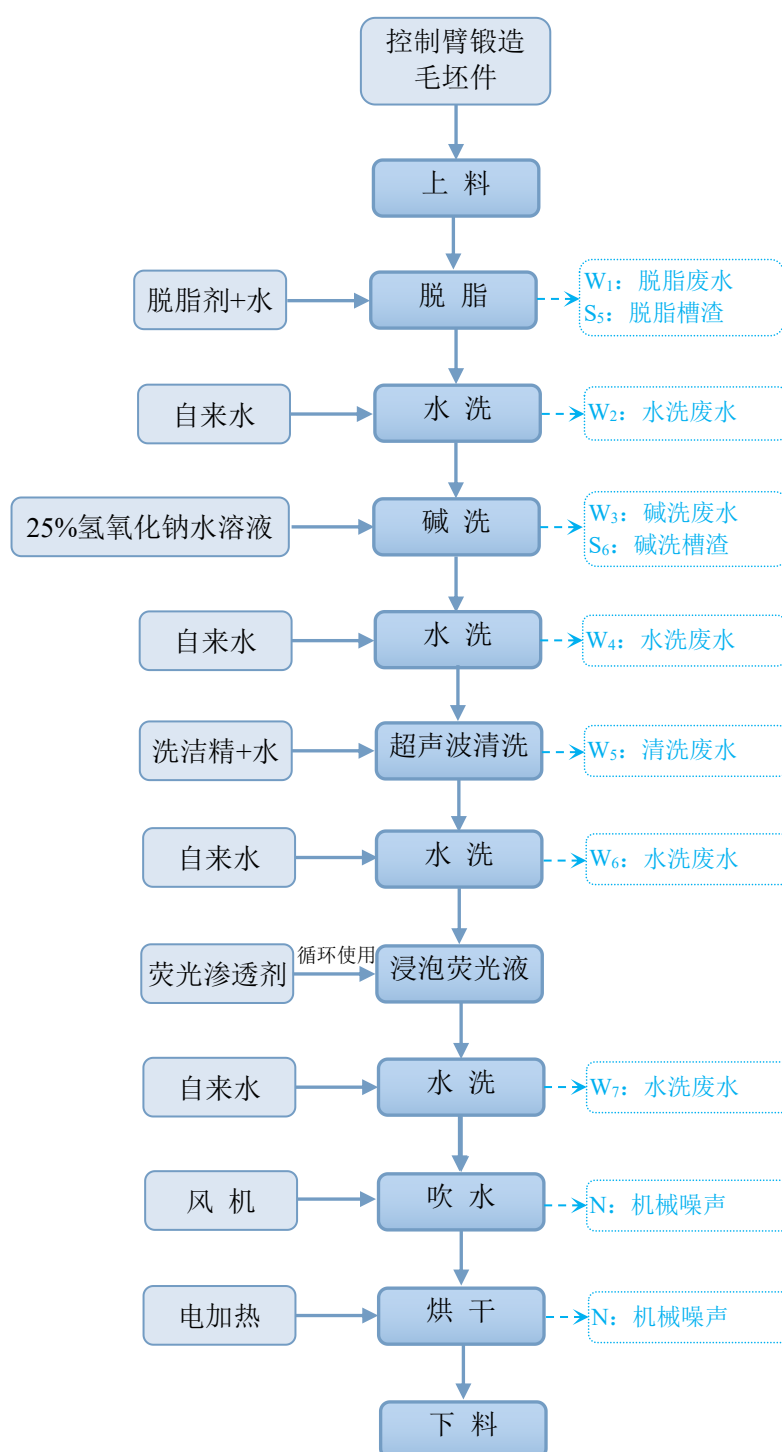 控制臂锻造
毛坯件
上 料
脱脂剂+水
脱 脂
W₁：脱脂废水
S₅：脱脂槽渣
自来水
水 洗
W₂：水洗废水
25%氢氧化钠水溶液
碱 洗
W₃：碱洗废水
S₆：碱洗槽渣
自来水
水 洗
W₄：水洗废水
洗洁精+水
超声波清洗
W₅：清洗废水
自来水
水 洗
W₆：水洗废水
荧光渗透剂
循环使用
浸泡荧光液
自来水
水 洗
W₇：水洗废水
风 机
吹 水
N：机械噪声
电加热
烘 干
N：机械噪声
下 料